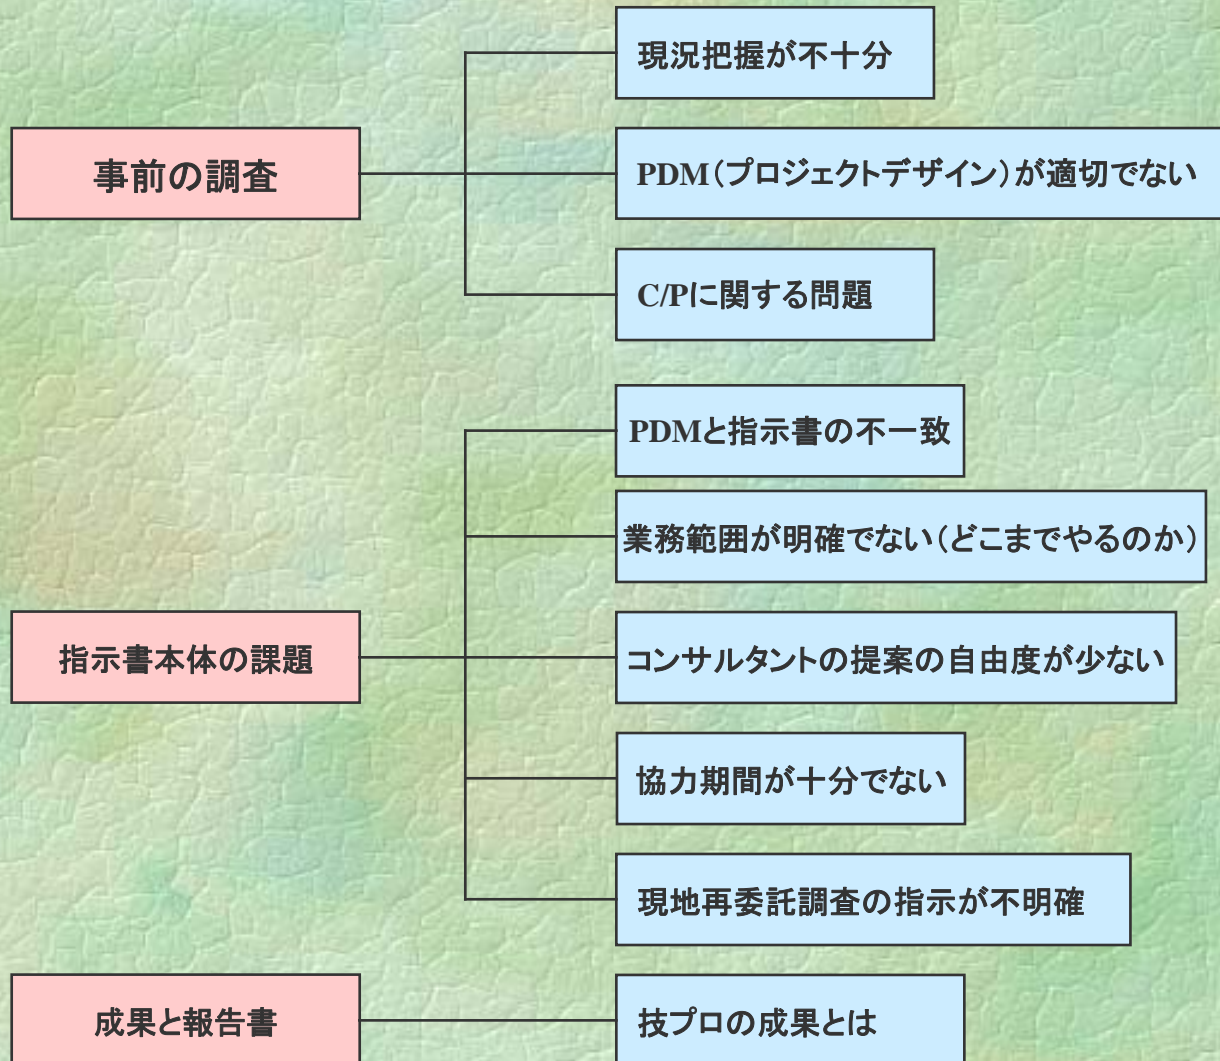 事前の調査
現況把握が不十分
PDM（プロジェクトデザイン）が適切でない
C/Pに関する問題
指示書本体の課題
PDMと指示書の不一致
業務範囲が明確でない（どこまでやるのか）
コンサルタントの提案の自由度が少ない
協力期間が十分でない
現地再委託調査の指示が不明確
成果と報告書
技プロの成果とは